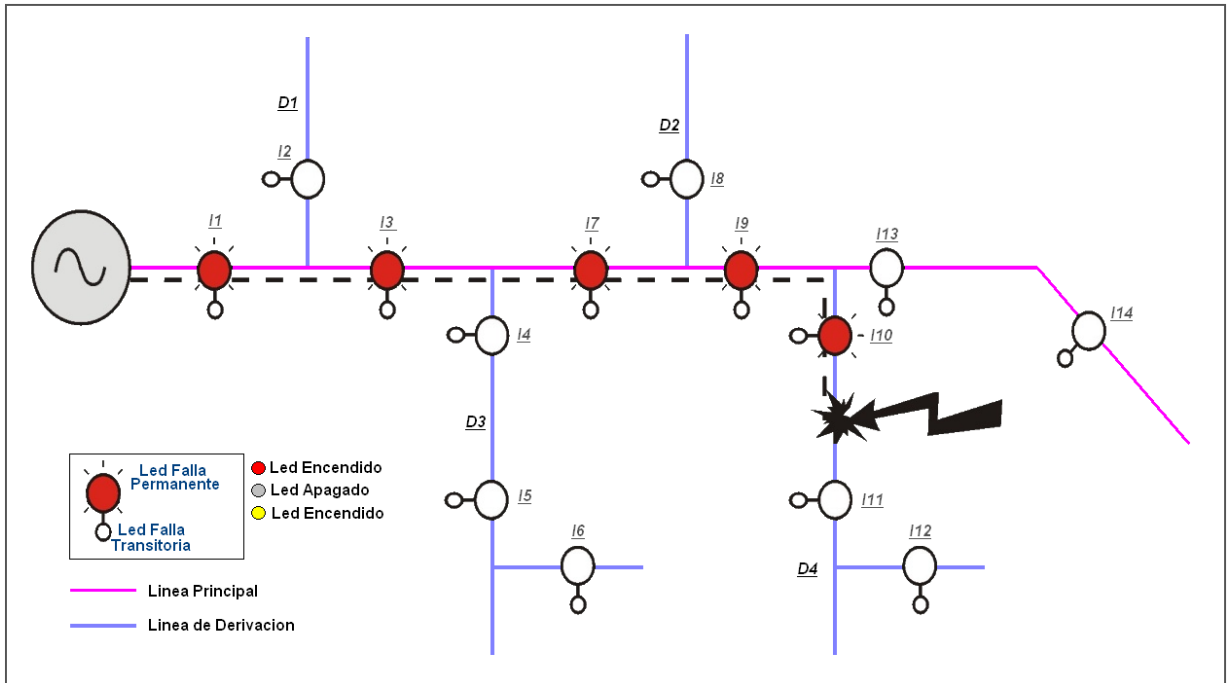 D1
D2
I2
I8
I1
I3
I7
I9
I13
I4
I10
I14
D3
Led Falla
Permanente
Led Falla
Transitoria
Led Encendido
Led Apagado
Led Encendido
I5
I11
I6
I12
D4
Linea Principal
Linea de Derivacion